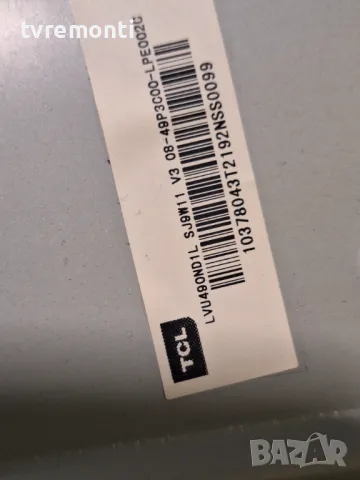 tvremonti
TCL
LVU490ND1L SJ9W11 V3 08-49P3C00-LPE002G
10378043T2192NSS0099
BAZAR